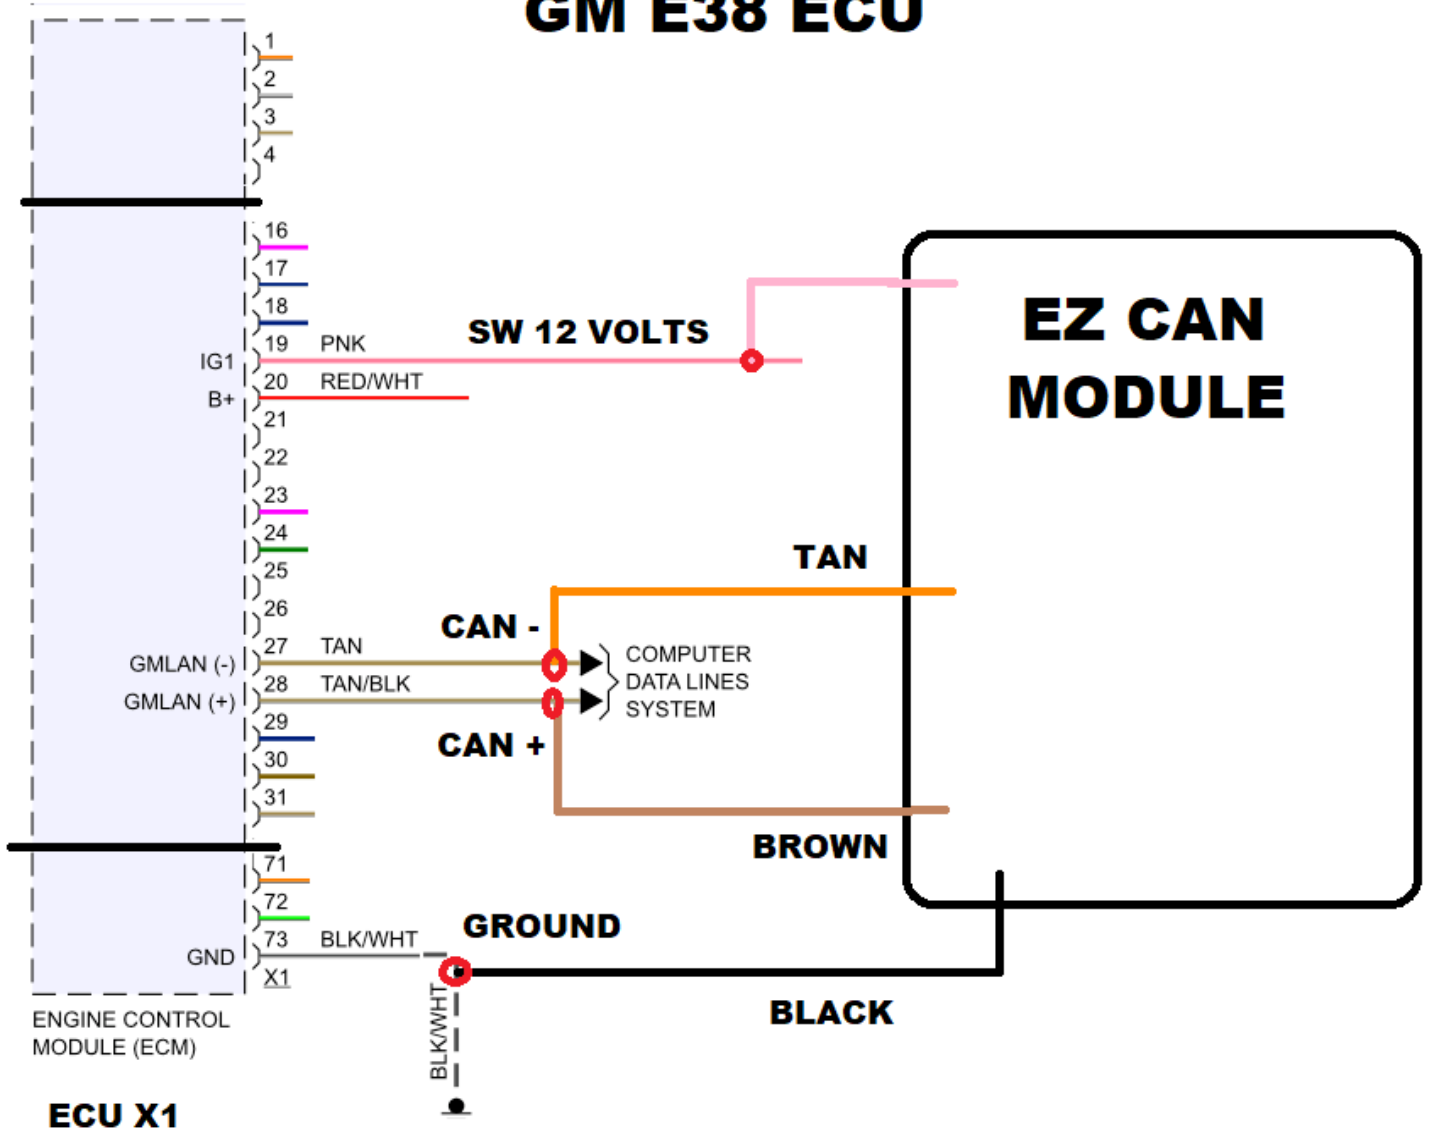 GM E38 ECU
1
2
3
4
16
17
18
19 PNK
SW 12 VOLTS
IG1
20 RED/WHT
B+
21
22
23
24
25
26
27 TAN
GMLAN (-)
28 TAN/BLK
GMLAN (+)
29
30
31
CAN -
CAN +
COMPUTER
DATA LINES
SYSTEM
TAN
BROWN
EZ CAN
MODULE
71
72
73 BLK/WHT
GND
X1
GROUND
BLACK
BLK/WHT
ENGINE CONTROL
MODULE (ECM)
ECU X1